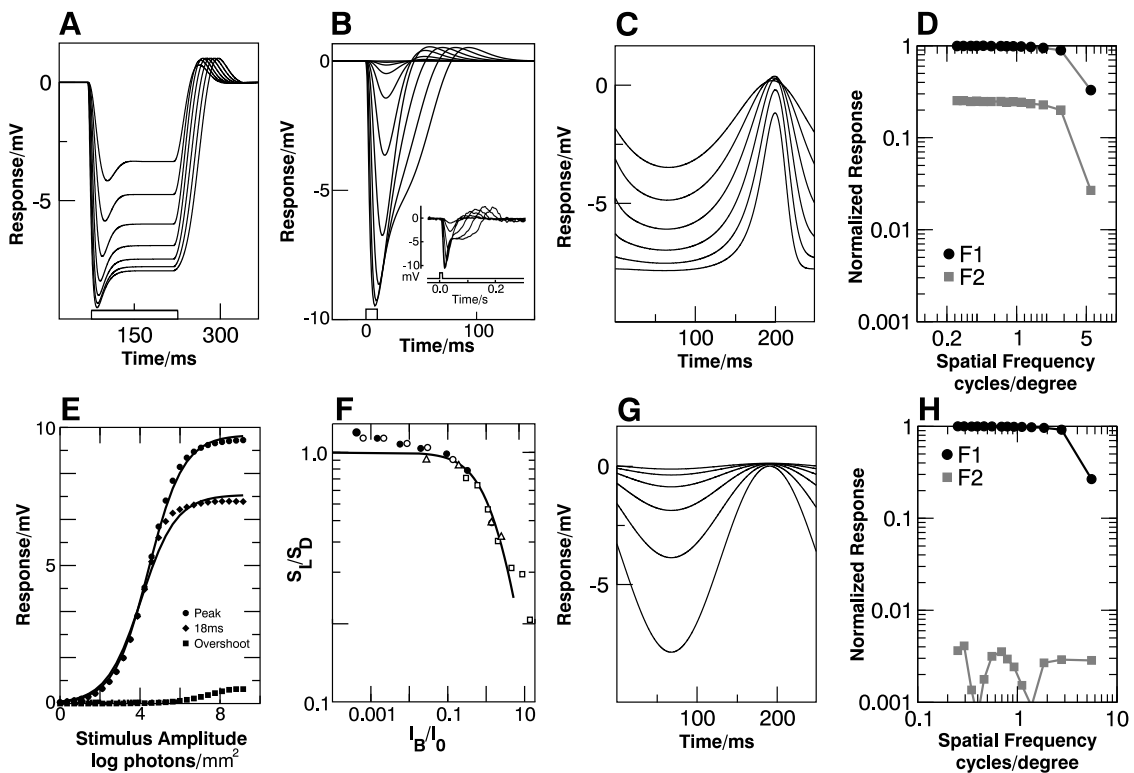 A
0
-5
Response/mV
150
300
Time/ms
B
0
-5
-10
Response/mV
0
100
Time/ms
0
-5
-10
mV
0.0
0.2
Time/s
C
0
-5
Response/mV
100
200
Time/ms
D
1
0.1
0.01
0.001
Normalized Response
F1
F2
0.2
1
5
Spatial Frequency
cycles/degree
E
10
5
0
Response/mV
Peak
18ms
Overshoot
0
4
8
Stimulus Amplitude
log photons/mm²
F
1.0
0.1
S_L/S_D
0.001
0.1
10
I_B/I_0
G
0
-5
Response/mV
100
200
Time/ms
H
1
0.1
0.01
0.001
Normalized Response
F1
F2
0.1
1
10
Spatial Frequency
cycles/degree